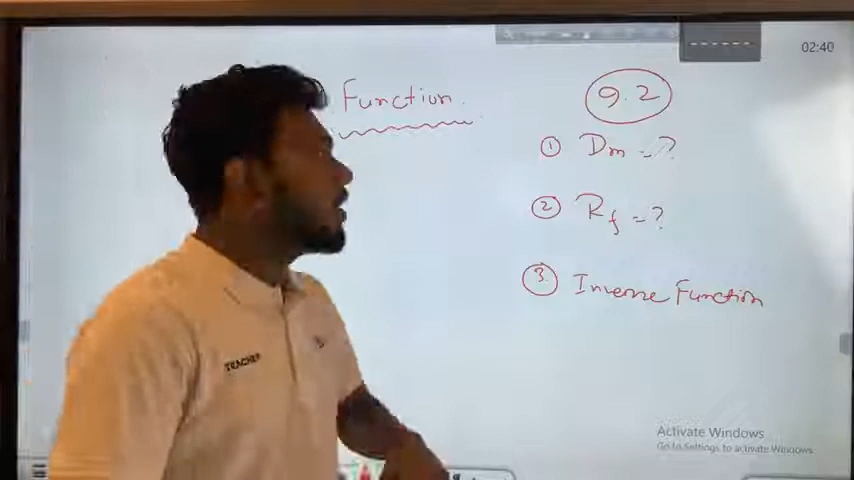 02:40
Function.
9.2
① Dm = ?
② Rf = ?
③ Inverse Function
TEACHER
Activate Windows
Go to Settings to activate Windows.